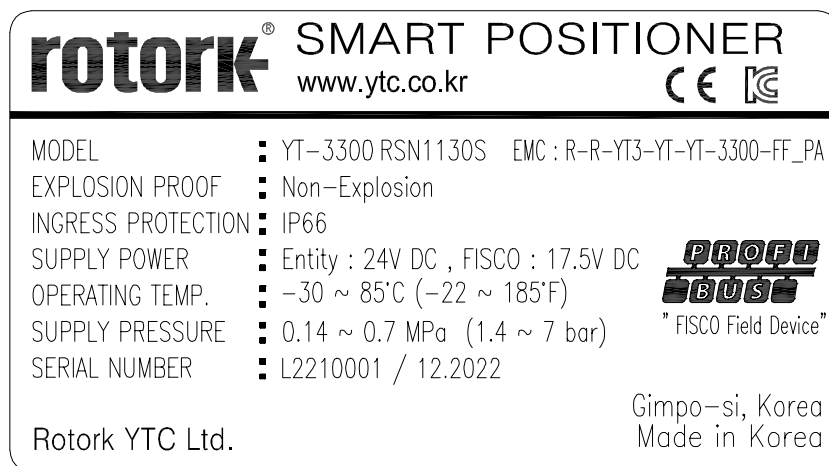 rotork® SMART POSITIONER
www.ytc.co.kr CE KC
MODEL : YT-3300 RSN1130S EMC : R-R-YT3-YT-YT-3300-FF_PA
EXPLOSION PROOF : Non-Explosion
INGRESS PROTECTION : IP66
SUPPLY POWER : Entity : 24V DC , FISCO : 17.5V DC
OPERATING TEMP. : -30 ~ 85°C (-22 ~ 185°F)
SUPPLY PRESSURE : 0.14 ~ 0.7 MPa (1.4 ~ 7 bar)
SERIAL NUMBER : L2210001 / 12.2022
PROFI
BUS
" FISCO Field Device"
Rotork YTC Ltd.
Gimpo-si, Korea
Made in Korea